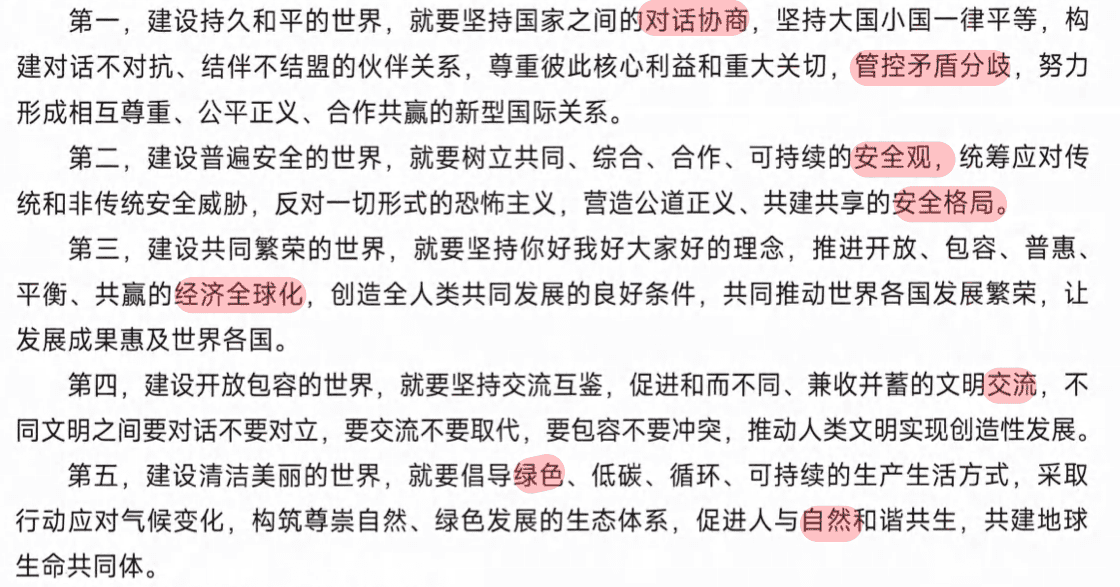 第一，建设持久和平的世界，就要坚持国家之间的对话协商，坚持大国小国一律平等，构
建对话不对抗、结伴不结盟的伙伴关系，尊重彼此核心利益和重大关切，管控矛盾分歧，努力
形成相互尊重、公平正义、合作共赢的新型国际关系。
第二，建设普遍安全的世界，就要树立共同、综合、合作、可持续的安全观，统筹应对传
统和非传统安全威胁，反对一切形式的恐怖主义，营造公道正义、共建共享的安全格局。
第三，建设共同繁荣的世界，就要坚持你好我好大家好的理念，推进开放、包容、普惠、
平衡、共赢的经济全球化，创造全人类共同发展的良好条件，共同推动世界各国发展繁荣，让
发展成果惠及世界各国。
第四，建设开放包容的世界，就要坚持交流互鉴，促进和而不同、兼收并蓄的文明交流，不
同文明之间要对话不要对立，要交流不要取代，要包容不要冲突，推动人类文明实现创造性发展。
第五，建设清洁美丽的世界，就要倡导绿色、低碳、循环、可持续的生产生活方式，采取
行动应对气候变化，构筑尊崇自然、绿色发展的生态体系，促进人与自然和谐共生，共建地球
生命共同体。